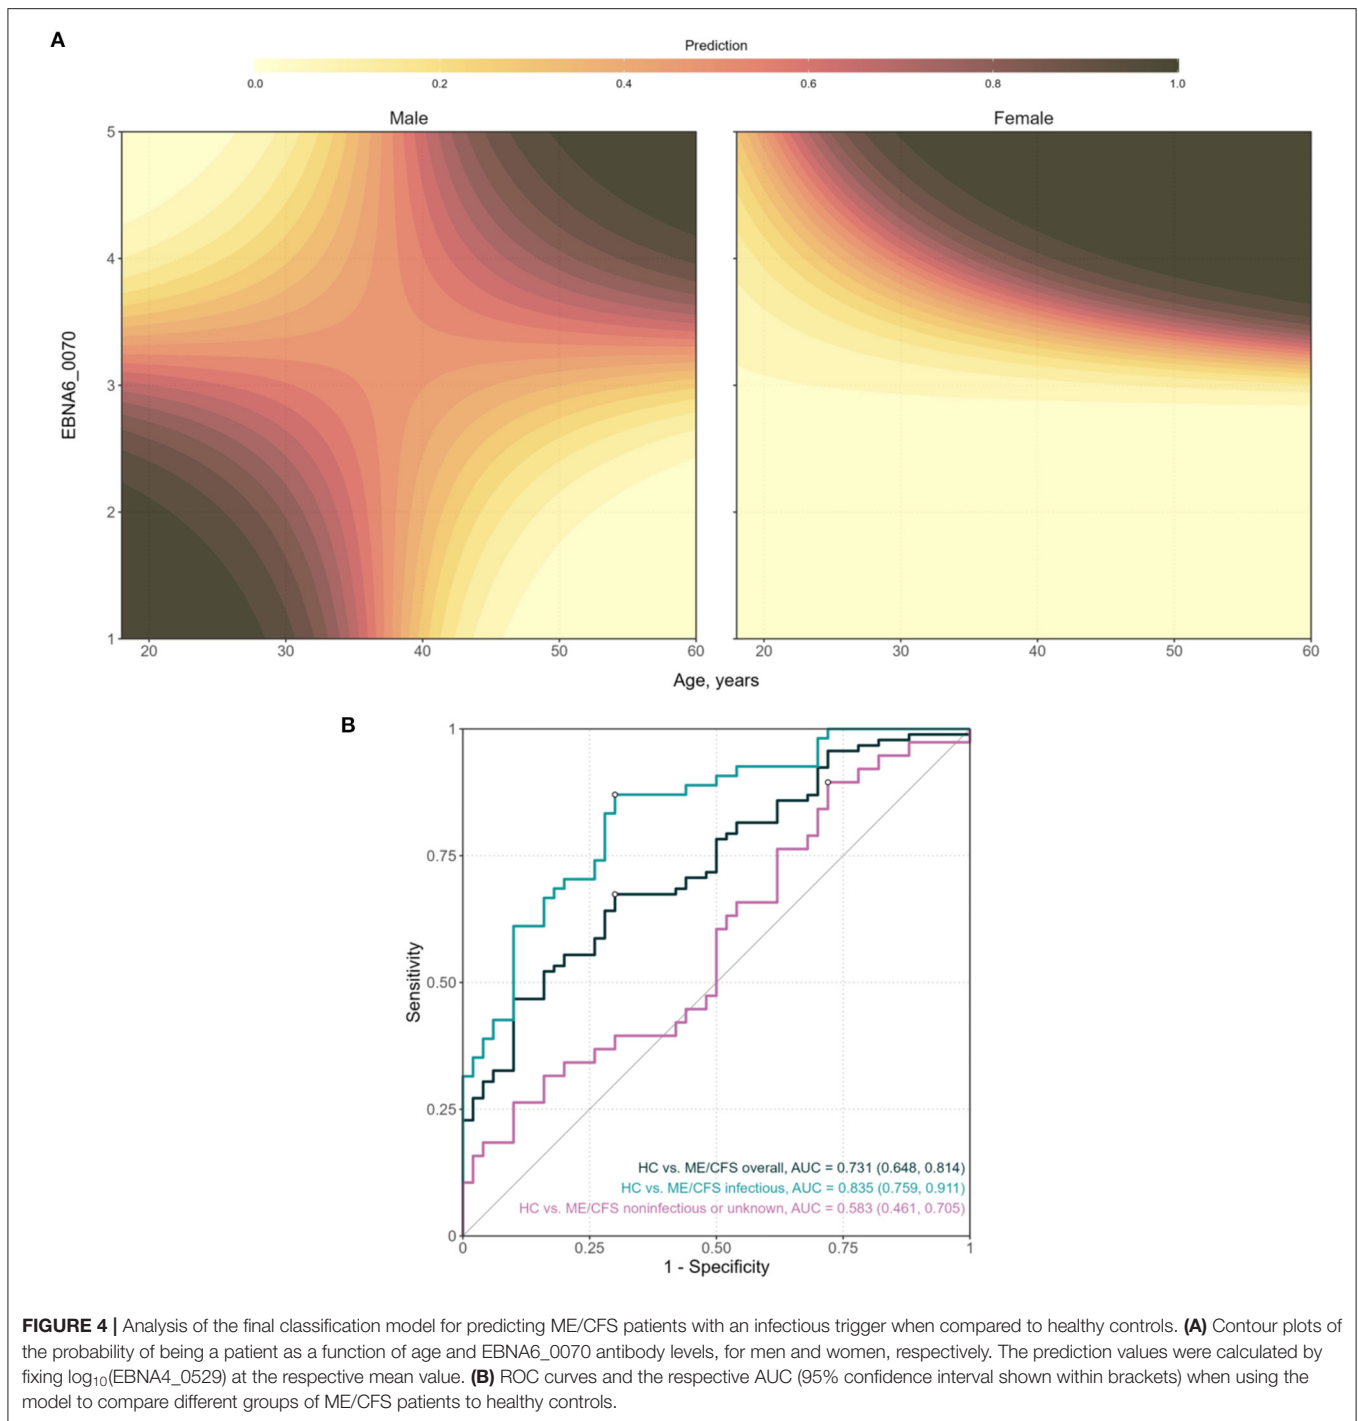 A
Prediction
0.0 0.2 0.4 0.6 0.8 1.0
Male Female
5
4
3
2
1
EBNA6_0070
20 30 40 50 60 20 30 40 50 60
Age, years
B
1
0.75
0.50
0.25
0
Sensitivity
HC vs. ME/CFS overall, AUC = 0.731 (0.648, 0.814)
HC vs. ME/CFS infectious, AUC = 0.835 (0.759, 0.911)
HC vs. ME/CFS noninfectious or unknown, AUC = 0.583 (0.461, 0.705)
0 0.25 0.50 0.75 1
1 - Specificity
FIGURE 4 | Analysis of the final classification model for predicting ME/CFS patients with an infectious trigger when compared to healthy controls. (A) Contour plots of
the probability of being a patient as a function of age and EBNA6_0070 antibody levels, for men and women, respectively. The prediction values were calculated by
fixing log₁₀(EBNA4_0529) at the respective mean value. (B) ROC curves and the respective AUC (95% confidence interval shown within brackets) when using the
model to compare different groups of ME/CFS patients to healthy controls.